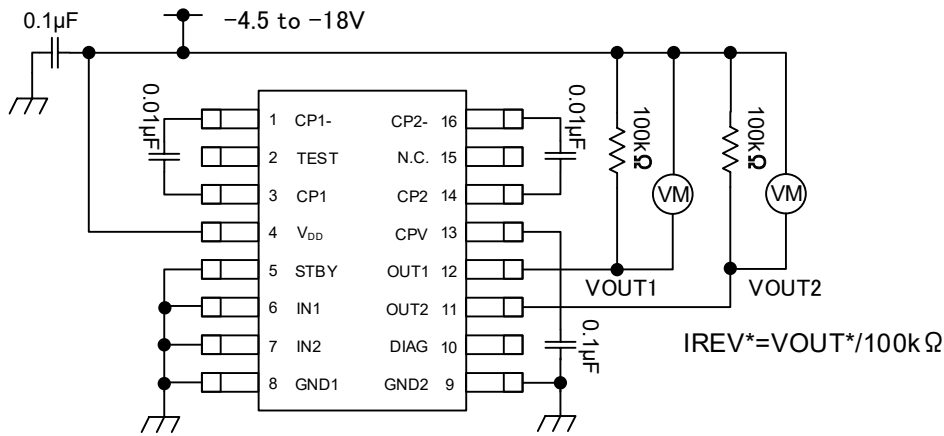 0.1µF
−4.5 to −18V
0.01µF
0.01µF
100kΩ
100kΩ
1 CP1- CP2- 16
2 TEST N.C. 15
3 CP1 CP2 14
4 VDD CPV 13
5 STBY OUT1 12
6 IN1 OUT2 11
7 IN2 DIAG 10
8 GND1 GND2 9
VM
VM
VOUT1
VOUT2
0.1µF
IREV*=VOUT*/100kΩ